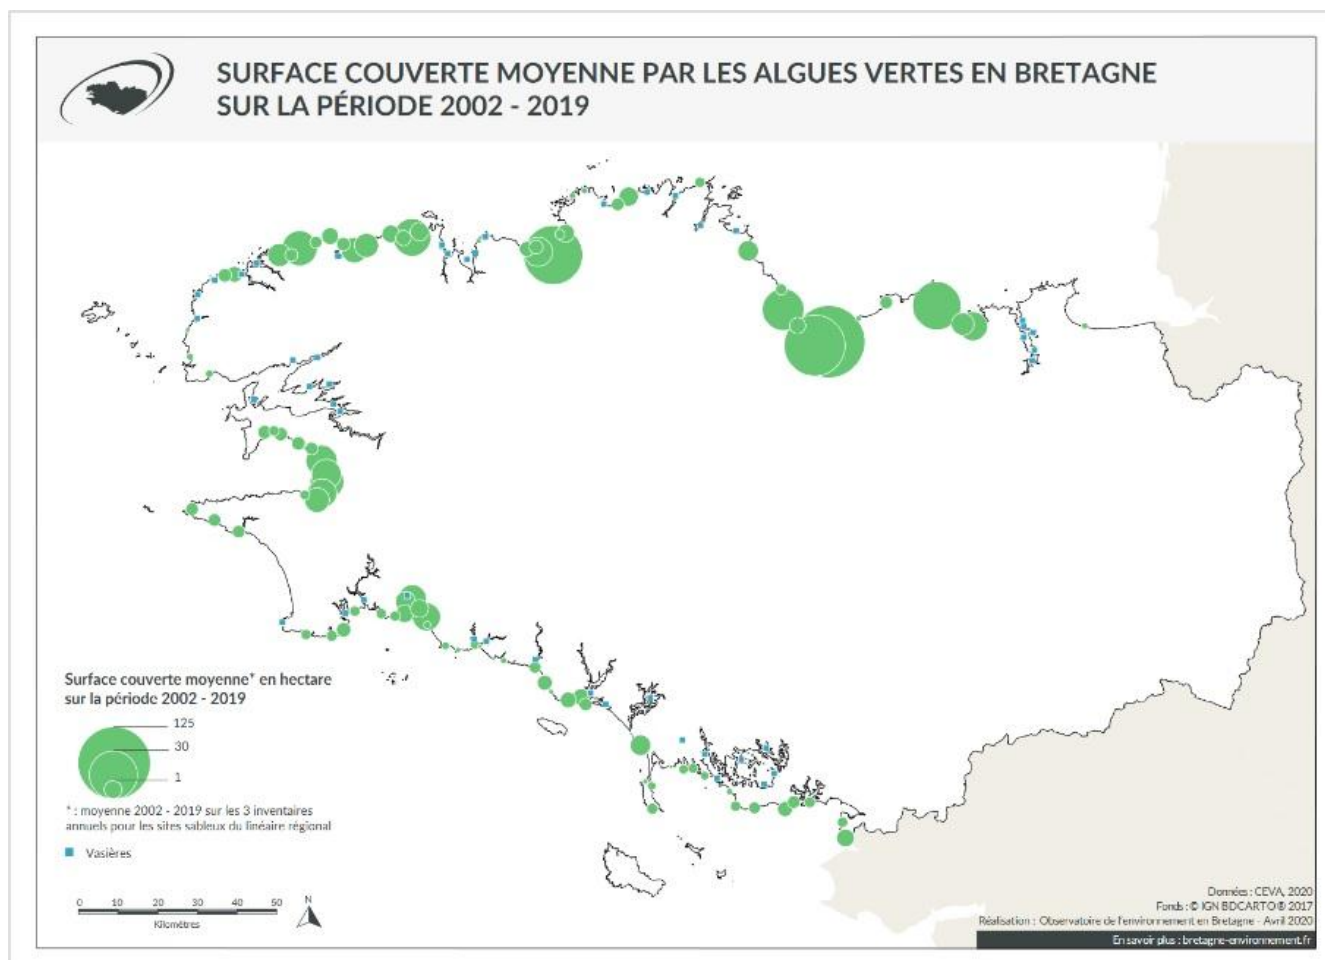 SURFACE COUVERTE MOYENNE PAR LES ALGUES VERTES EN BRETAGNE
SUR LA PÉRIODE 2002 - 2019
Surface couverte moyenne* en hectare
sur la période 2002 - 2019
125
30
1
* : moyenne 2002 - 2019 sur les 3 inventaires
annuels pour les sites sableux du linéaire régional
Vasières
0 10 20 30 40 50
Kilomètres
N
Données : CEVA, 2020
Fonds : © IGN BDCARTO® 2017
Réalisation : Observatoire de l'environnement en Bretagne - Avril 2020
En savoir plus : bretagne-environnement.fr